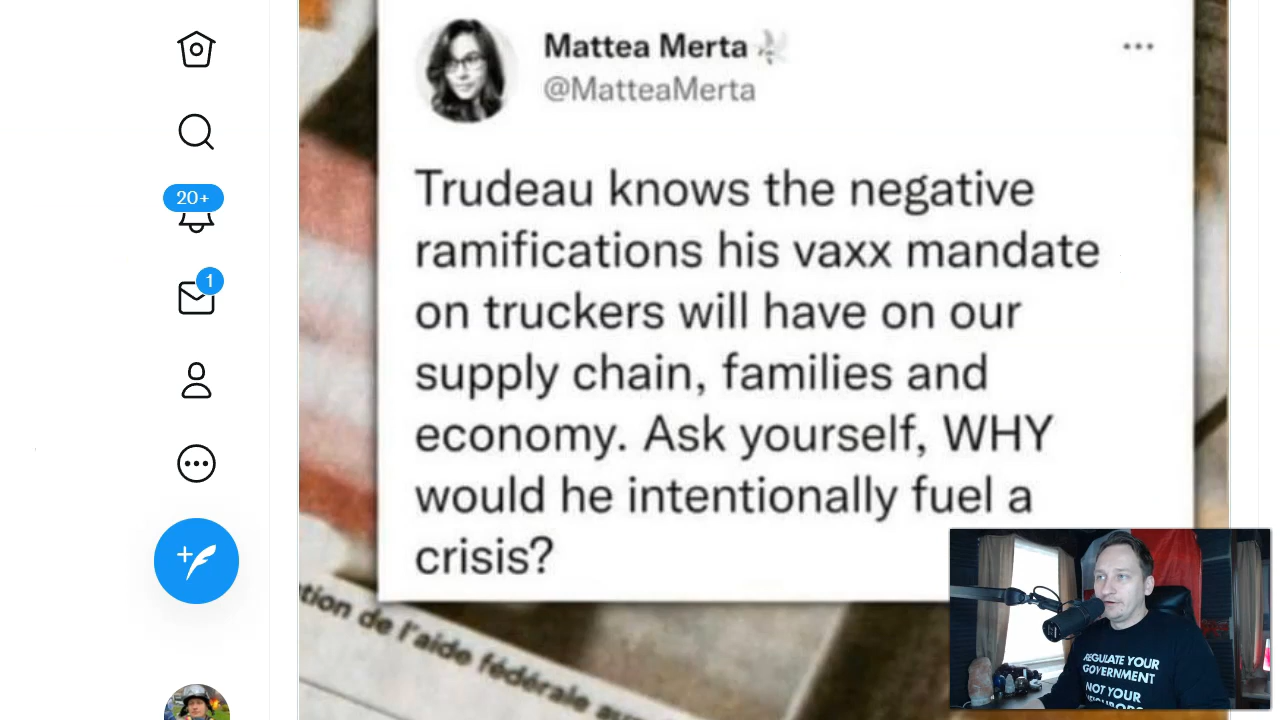 Mattea Merta
@MatteaMerta
Trudeau knows the negative
ramifications his vaxx mandate
on truckers will have on our
supply chain, families and
economy. Ask yourself, WHY
would he intentionally fuel a
crisis?
20+
1
tion de l'aide fédérale
REGULATE YOUR
GOVERNMENT
NOT YOUR